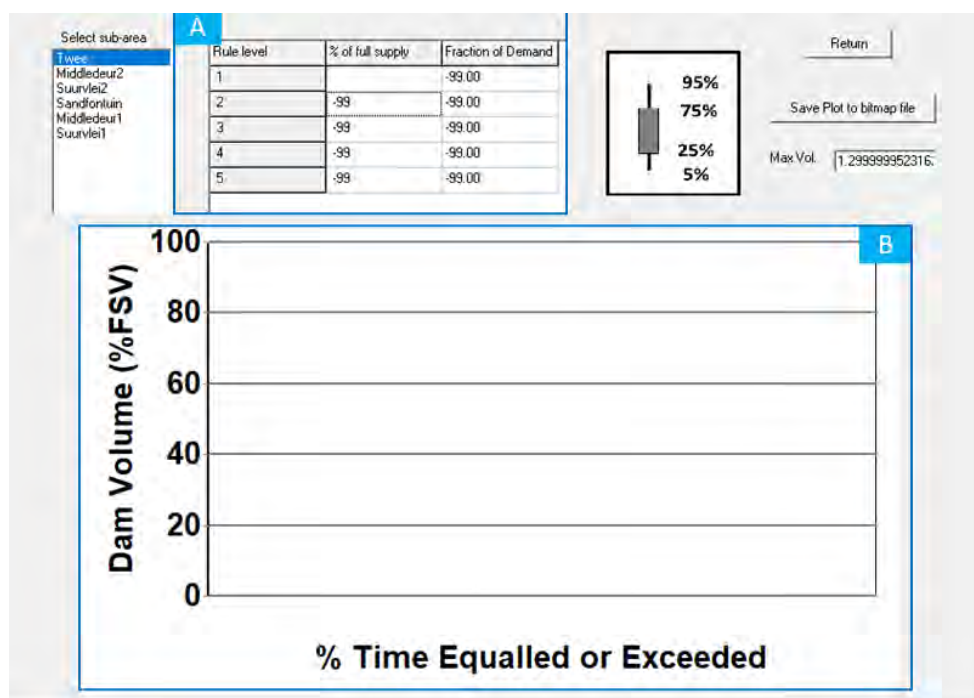 Select sub-area
Twee
Middledeur2
Suurvlei2
Sandfontuin
Middledeur1
Suurvlei1
A
Rule level % of full supply Fraction of Demand
1 -99.00
2 -99 -99.00
3 -99 -99.00
4 -99 -99.00
5 -99 -99.00
95%
75%
25%
5%
Return
Save Plot to bitmap file
Max Vol. 1.299999952316
B
Dam Volume (%FSV)
100
80
60
40
20
0
% Time Equalled or Exceeded